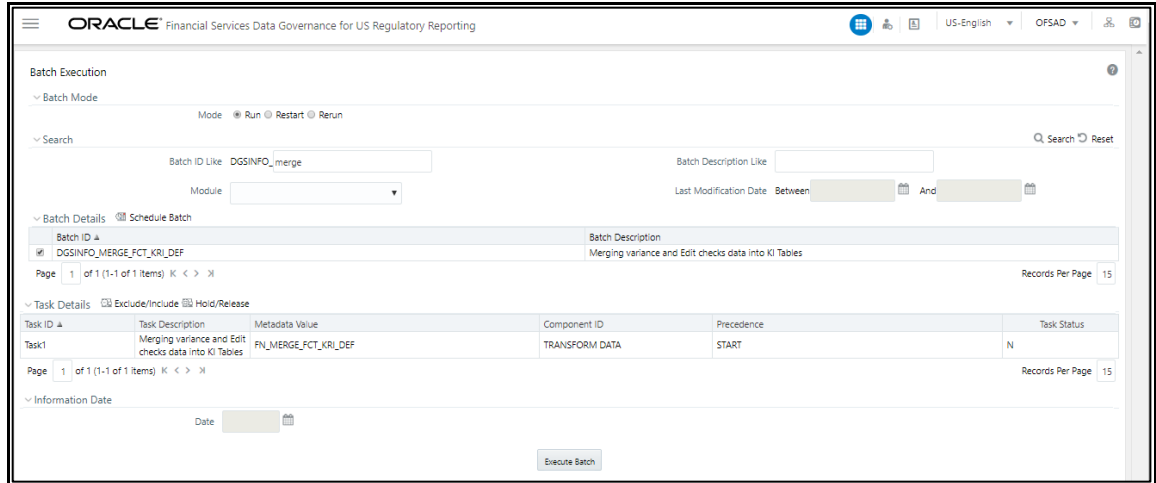 ORACLE® Financial Services Data Governance for US Regulatory Reporting US-English OFSAD
Batch Execution
Batch Mode
Mode Run Restart Rerun
Search Search Reset
Batch ID Like DGSINFO_ merge Batch Description Like
Module Last Modification Date Between And
Batch Details Schedule Batch
Batch ID Batch Description
DGSINFO_MERGE_FCT_KRI_DEF Merging variance and Edit checks data into KI Tables
Page 1 of 1 (1-1 of 1 items) Records Per Page 15
Task Details Exclude/Include Hold/Release
Task ID Task Description Metadata Value Component ID Precedence Task Status
Task1 Merging variance and Edit checks data into KI Tables FN_MERGE_FCT_KRI_DEF TRANSFORM DATA START N
Page 1 of 1 (1-1 of 1 items) Records Per Page 15
Information Date
Date
Execute Batch